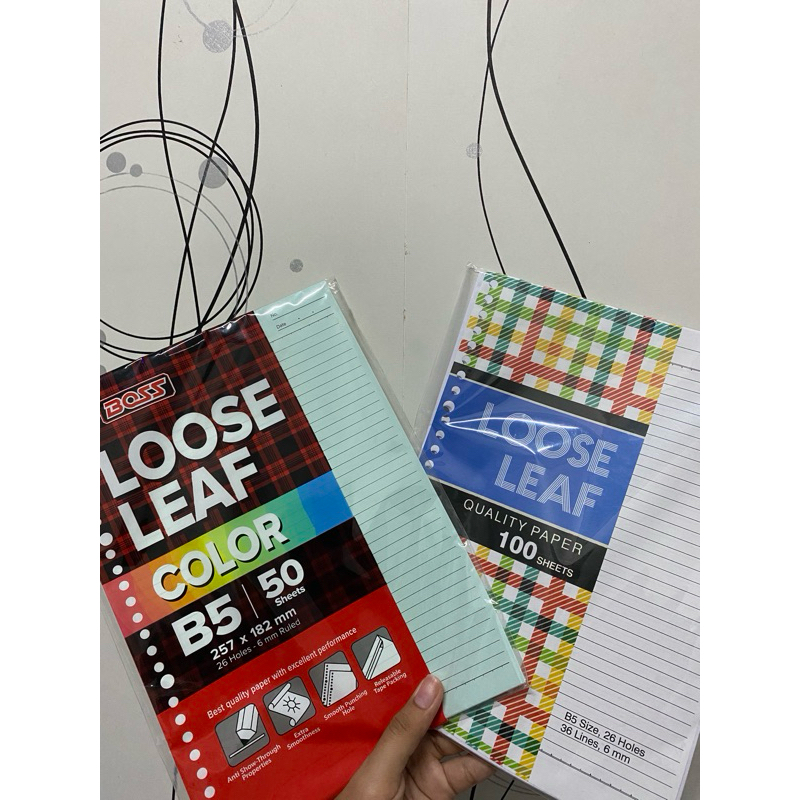 BOSS
LOOSE
LEAF
COLOR
B5 | 50 Sheets
257 x 182 mm
26 Holes - 6 mm Ruled
Best quality paper with excellent performance
Anti Show-Through Properties
Extra Smoothness
Smooth Punching Hole
Releasable Tape Packing
No.
Date
LOOSE
LEAF
QUALITY PAPER
100 SHEETS
B5 Size, 26 Holes
36 Lines, 6 mm